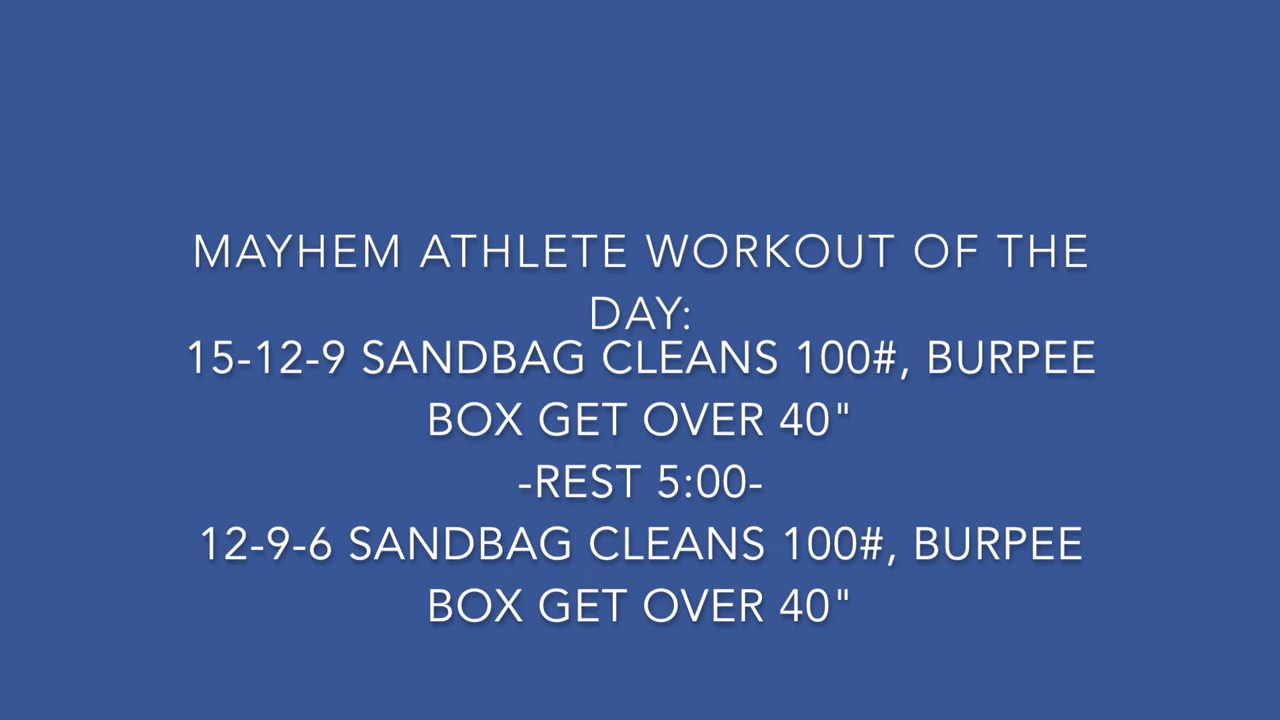 MAYHEM ATHLETE WORKOUT OF THE
DAY:
15-12-9 SANDBAG CLEANS 100#, BURPEE
BOX GET OVER 40"
-REST 5:00-
12-9-6 SANDBAG CLEANS 100#, BURPEE
BOX GET OVER 40"